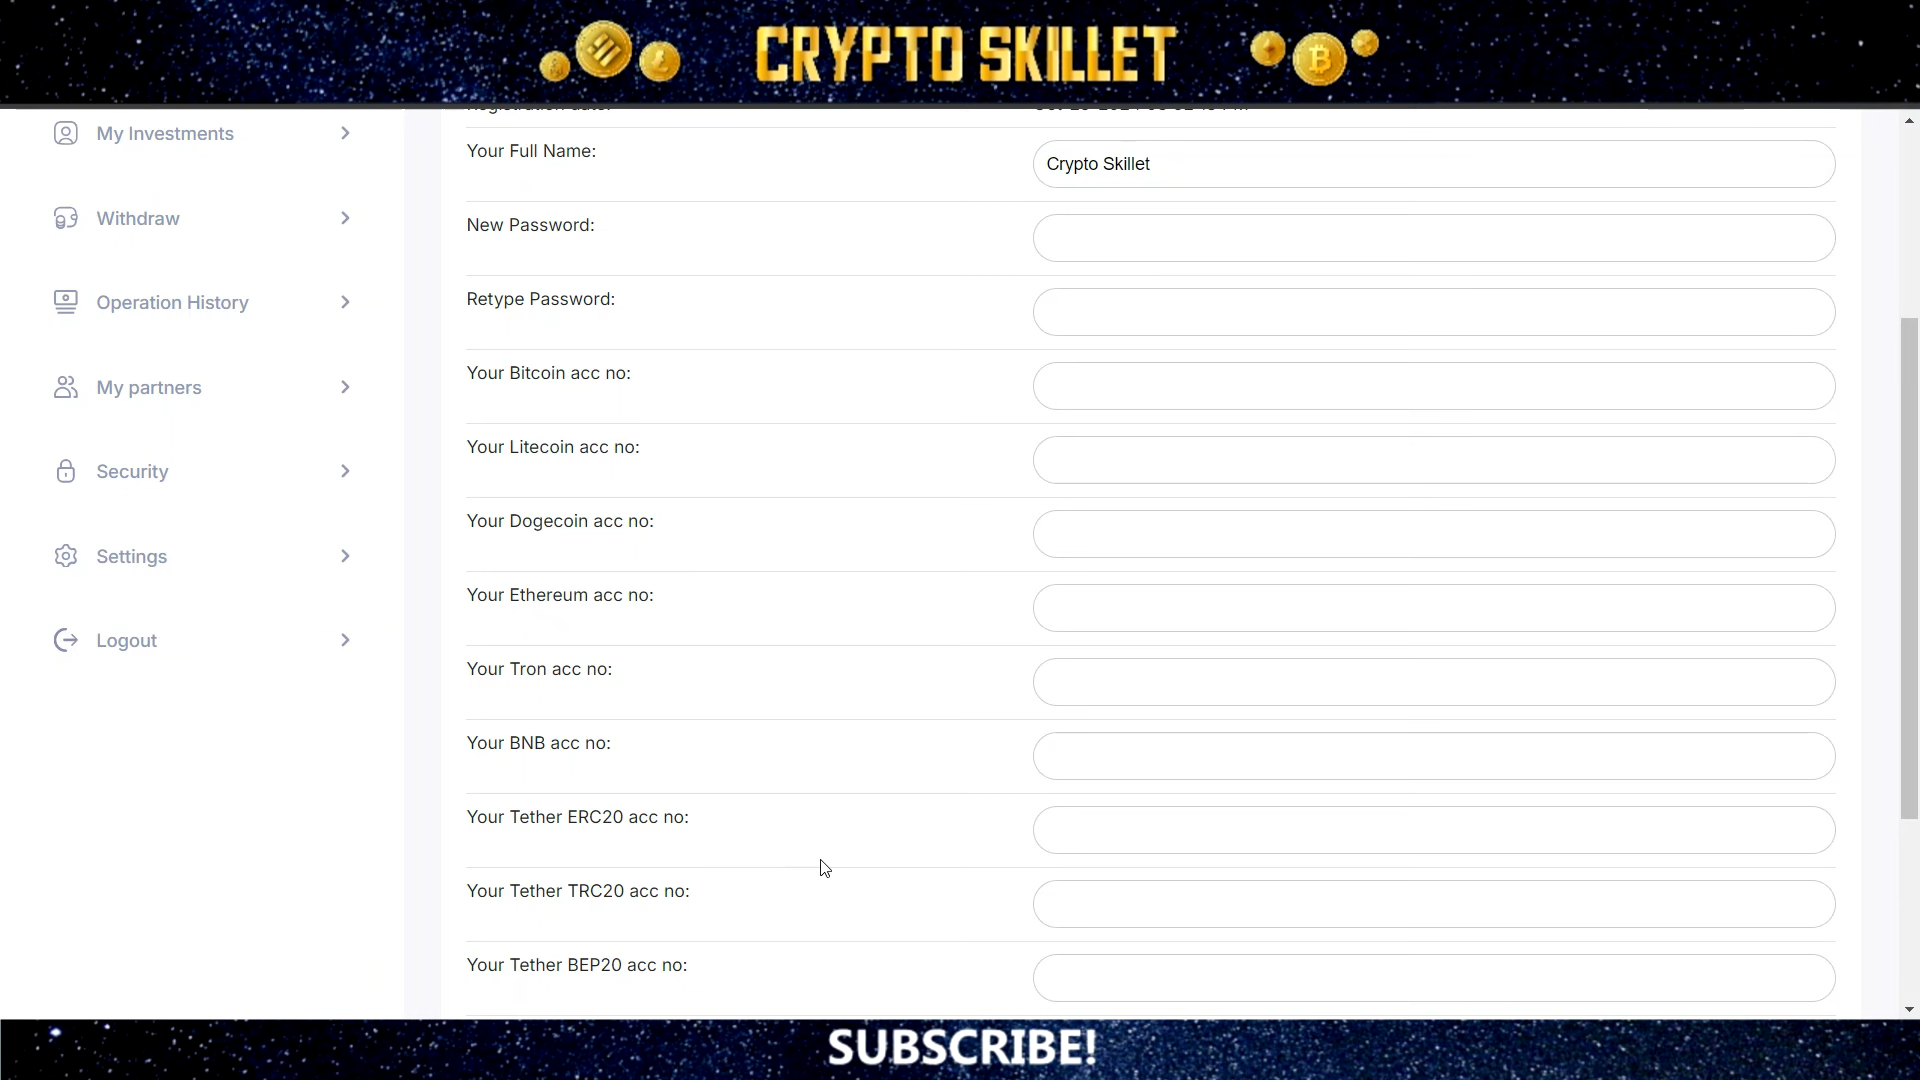 CRYPTO SKILLET
My Investments
Withdraw
Operation History
My partners
Security
Settings
Logout
Your Full Name:
Crypto Skillet
New Password:
Retype Password:
Your Bitcoin acc no:
Your Litecoin acc no:
Your Dogecoin acc no:
Your Ethereum acc no:
Your Tron acc no:
Your BNB acc no:
Your Tether ERC20 acc no:
Your Tether TRC20 acc no:
Your Tether BEP20 acc no:
SUBSCRIBE!